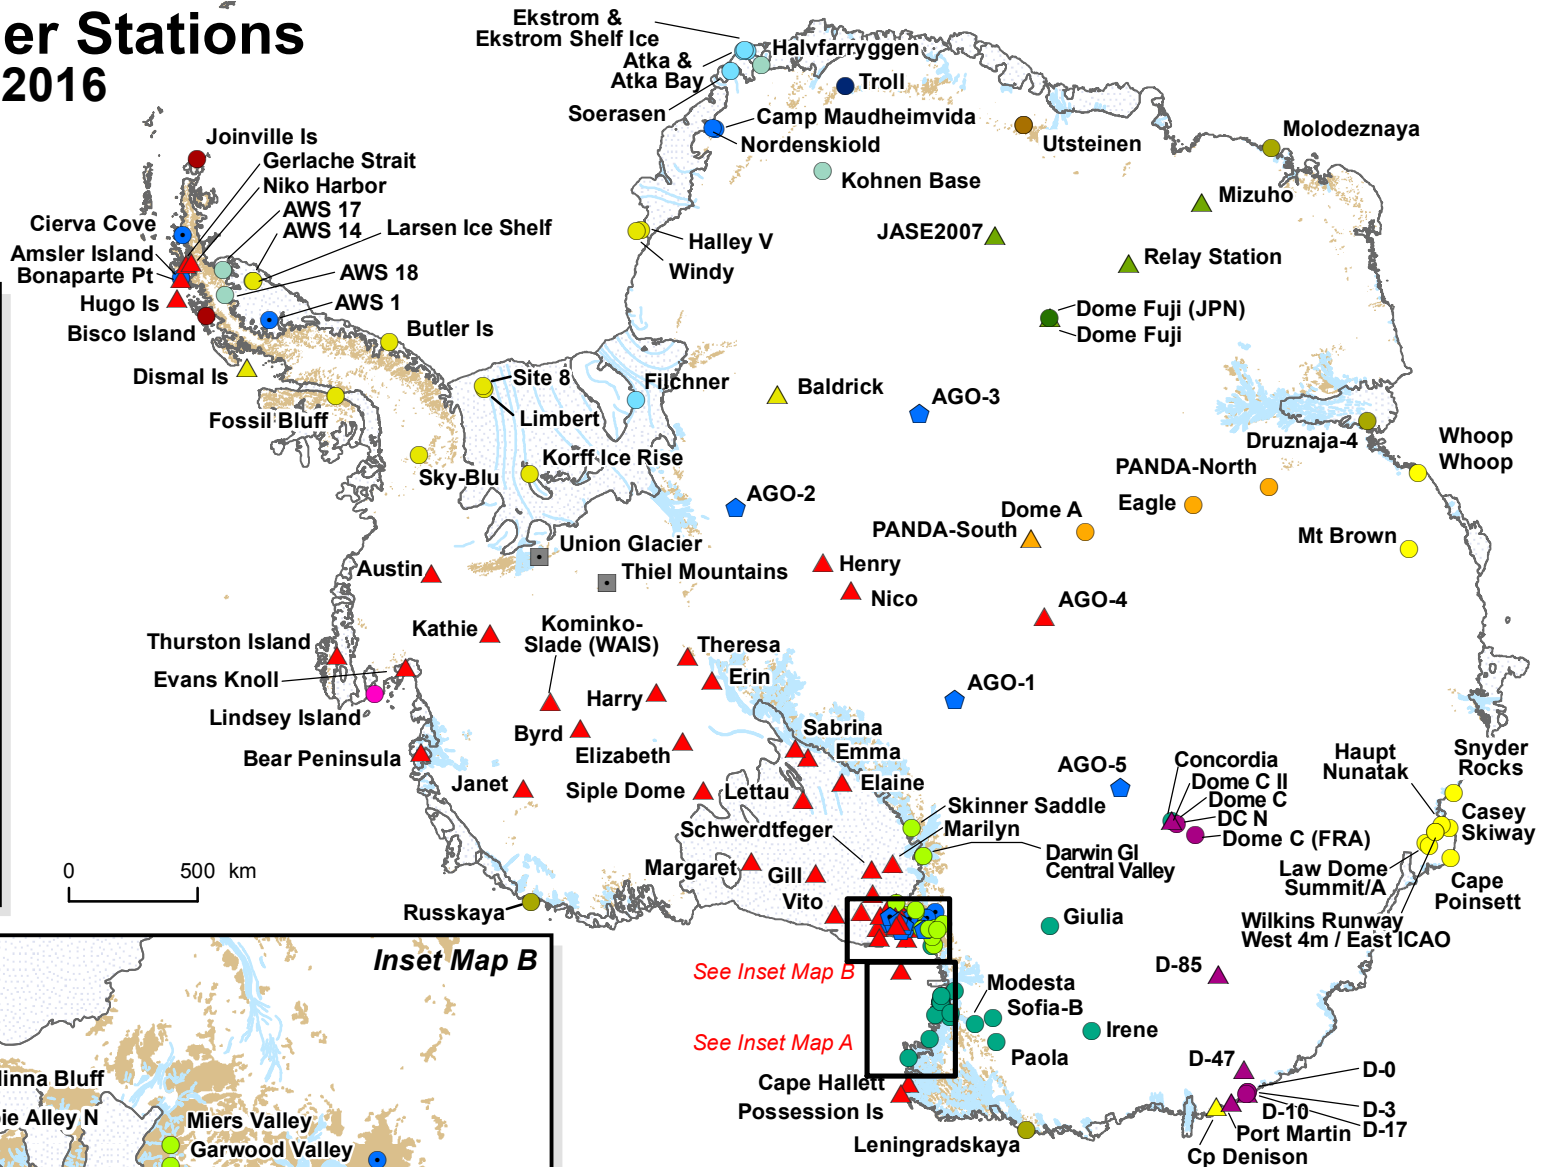 er Stations
2016
Ekstrom &
Ekstrom Shelf Ice
Atka &
Atka Bay
Soerasen
Halvfarryggen
Troll
Camp Maudheimvida
Nordenskiold
Kohnen Base
Utsteinen
Molodeznaya
Mizuho
JASE2007
Relay Station
Dome Fuji (JPN)
Dome Fuji
Halley V
Windy
Joinville Is
Gerlache Strait
Niko Harbor
AWS 17
AWS 14
Larsen Ice Shelf
AWS 18
AWS 1
Cierva Cove
Amsler Island
Bonaparte Pt
Hugo Is
Bisco Island
Dismal Is
Fossil Bluff
Butler Is
Site 8
Limbert
Filchner
Sky-Blu
Korff Ice Rise
Baldrick
AGO-3
Druznaja-4
Whoop
Whoop
PANDA-North
Eagle
Dome A
PANDA-South
Mt Brown
AGO-2
Union Glacier
Thiel Mountains
Henry
Nico
AGO-4
Austin
Kathie
Kominko-
Slade (WAIS)
Theresa
Erin
Harry
Byrd
Elizabeth
Thurston Island
Evans Knoll
Lindsey Island
Bear Peninsula
Janet
Siple Dome
Lettau
Sabrina
Emma
Elaine
AGO-1
AGO-5
Concordia
Dome C II
Dome C
DC N
Dome C (FRA)
Haupt
Nunatak
Snyder
Rocks
Casey
Skiway
Law Dome
Summit/A
Cape
Poinsett
Wilkins Runway
West 4m / East ICAO
Skinner Saddle
Marilyn
Schwerdtfeger
Darwin Gl
Central Valley
Margaret
Gill
Vito
0 500 km
Russkaya
Giulia
D-85
See Inset Map B
See Inset Map A
Modesta
Sofia-B
Irene
Paola
Cape Hallett
Possession Is
Leningradskaya
D-47
D-0
D-10
D-3
D-17
Port Martin
Cp Denison
Inset Map B
linna Bluff
ie Alley N
Miers Valley
Garwood Valley